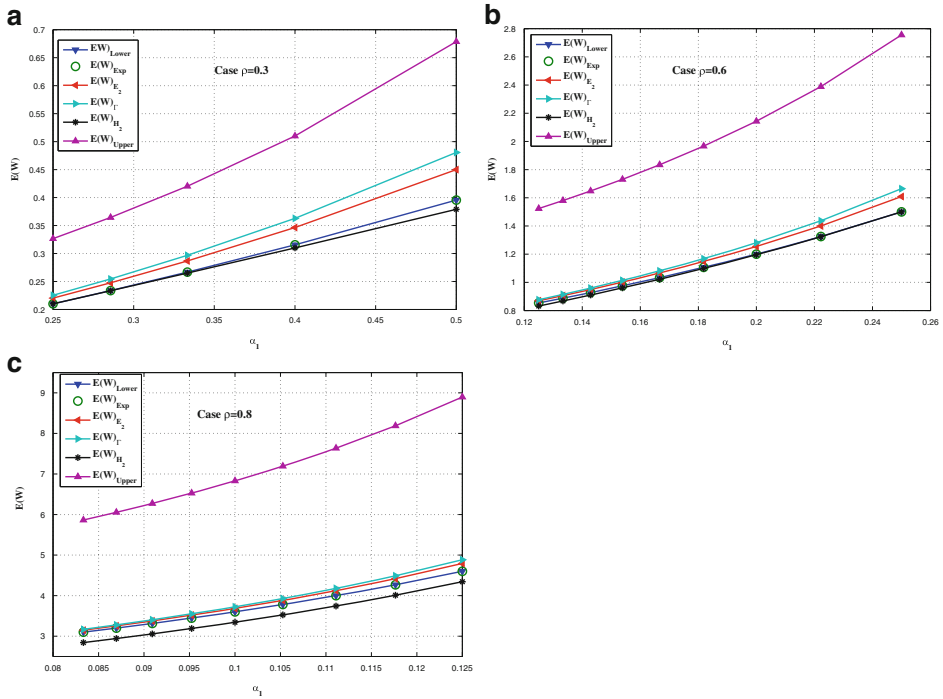 a
0.7
0.65
0.6
0.55
0.5
0.45
0.4
0.35
0.3
0.25
0.2
E(W)
EW)Lower
E(W)Exp
E(W)E2
E(W)Γ
E(W)H2
E(W)Upper
Case ρ=0.3
0.25 0.3 0.35 0.4 0.45 0.5
α1
b
2.8
2.6
2.4
2.2
2
1.8
1.6
1.4
1.2
1
0.8
E(W)
E(W)Lower
E(W)Exp
E(W)E2
E(W)Γ
E(W)H2
E(W)Upper
Case ρ=0.6
0.12 0.14 0.16 0.18 0.2 0.22 0.24 0.26
α1
c
9
8
7
6
5
4
3
E(W)
E(W)Lower
E(W)Exp
E(W)E2
E(W)Γ
E(W)H2
E(W)Upper
Case ρ=0.8
0.08 0.085 0.09 0.095 0.1 0.105 0.11 0.115 0.12 0.125
α1